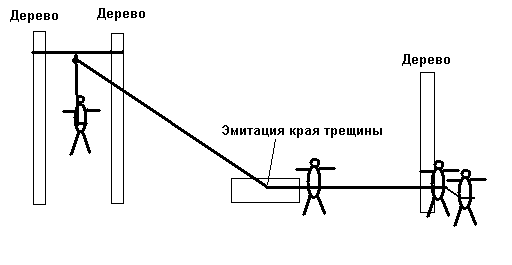 Дерево
Дерево
Дерево
Эмитация края трещины